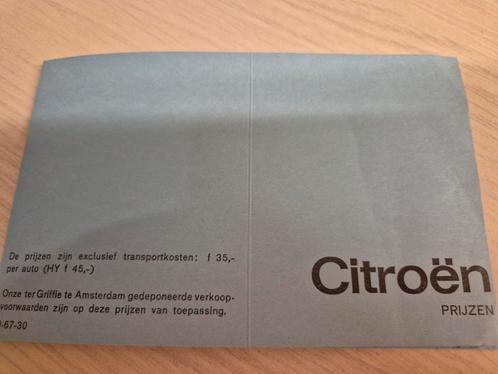 De prijzen zijn exclusief transportkosten: f 35,-
per auto (HY f 45,-)
Onze ter Griffie te Amsterdam gedeponeerde verkoop-
voorwaarden zijn op deze prijzen van toepassing.
-67-30
Citroën
PRIJZEN